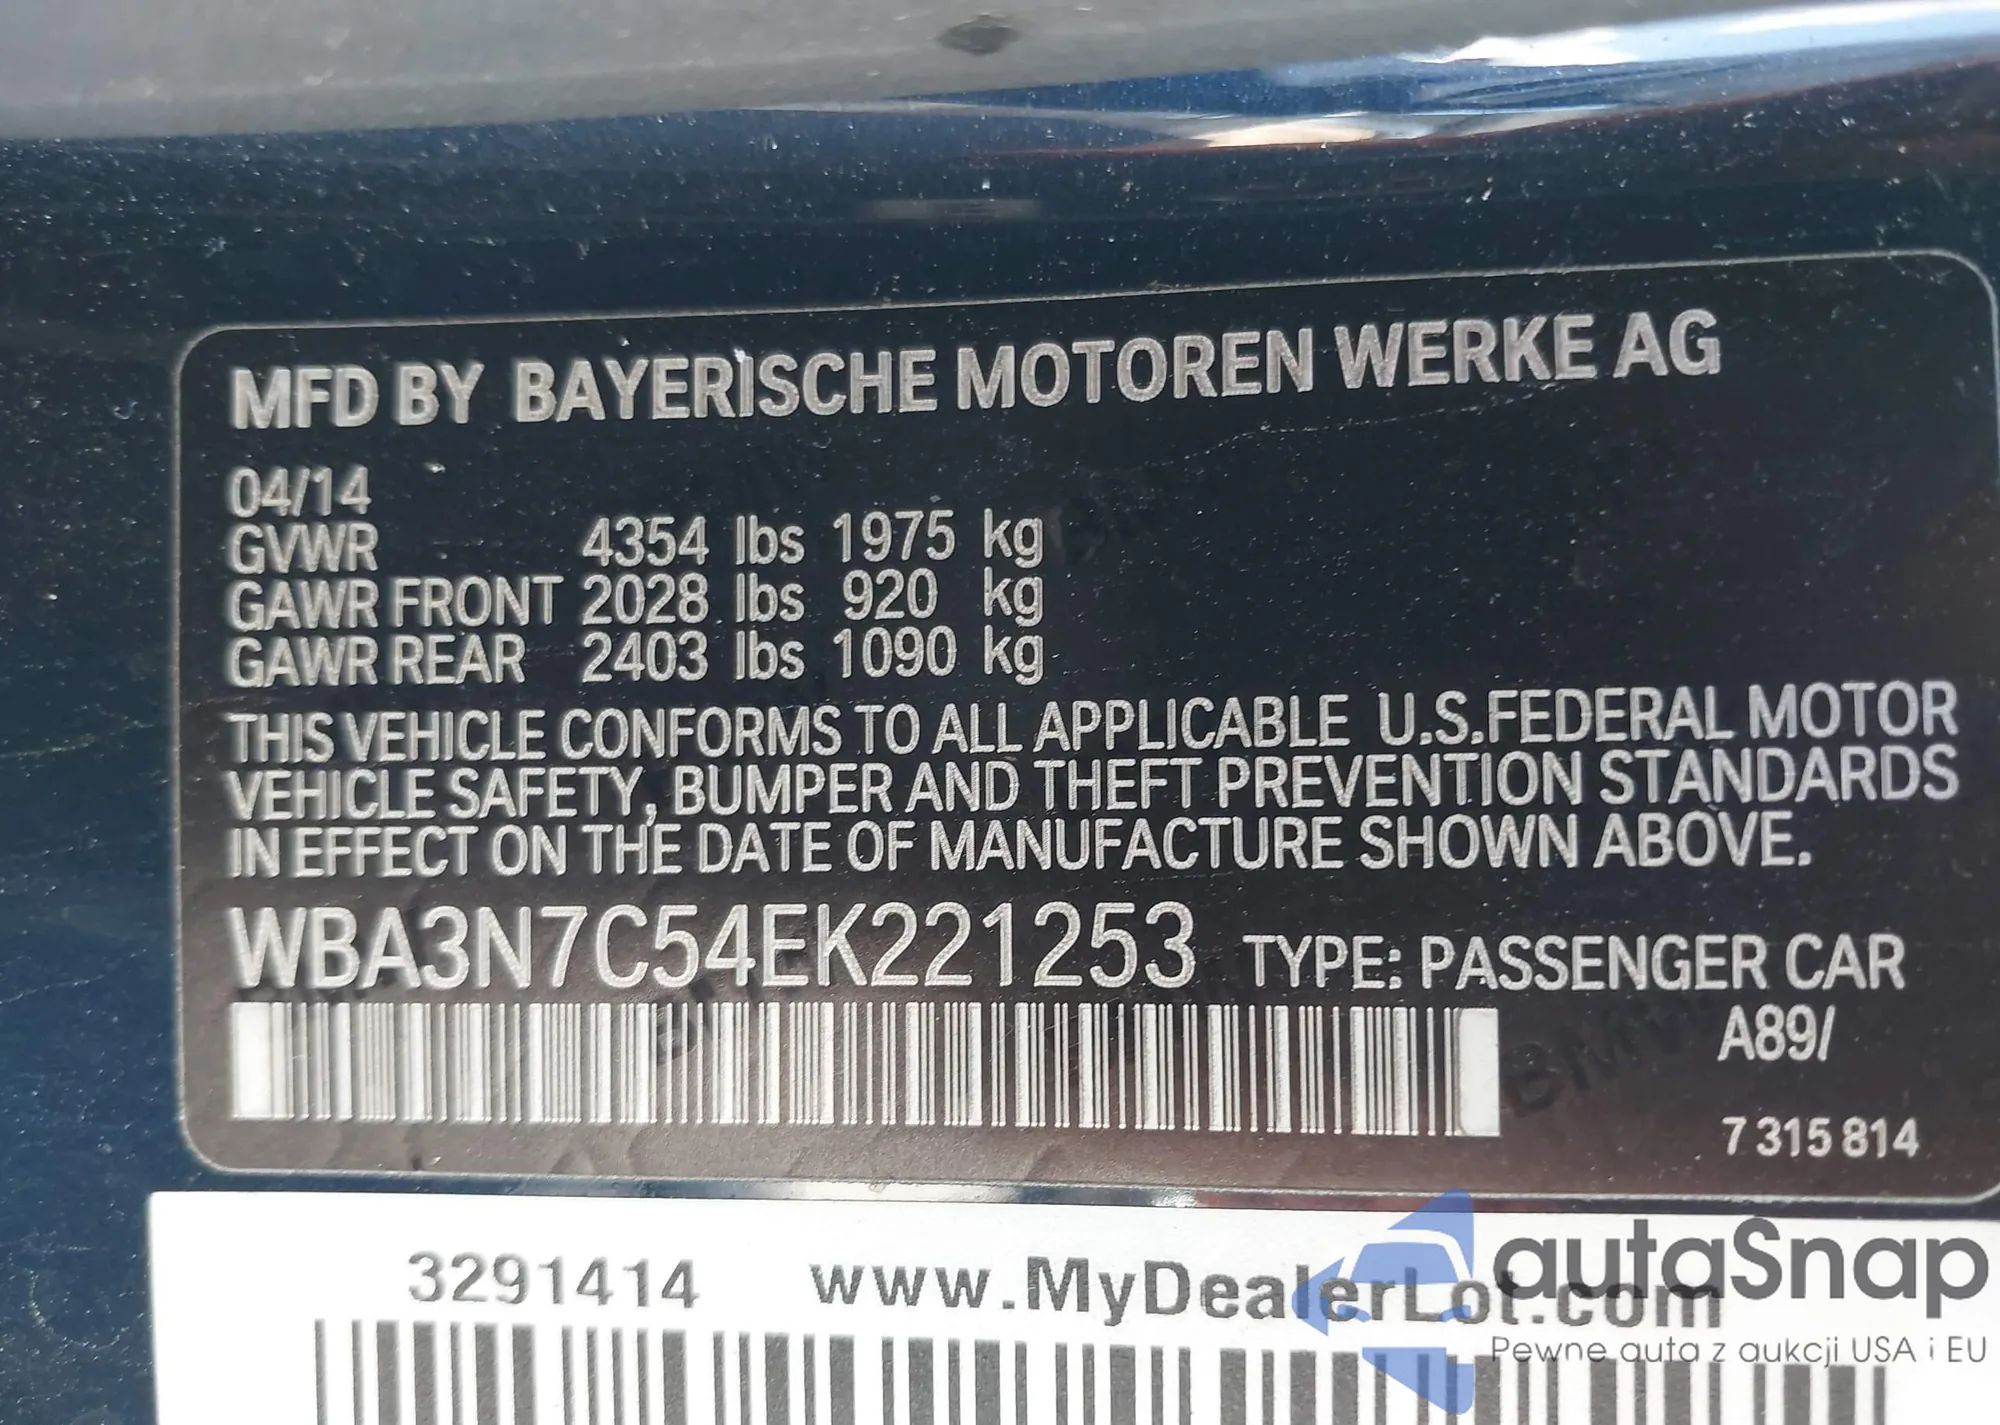 MFD BY BAYERISCHE MOTOREN WERKE AG
04/14
GVWR 4354 lbs 1975 kg
GAWR FRONT 2028 lbs 920 kg
GAWR REAR 2403 lbs 1090 kg
THIS VEHICLE CONFORMS TO ALL APPLICABLE U.S.FEDERAL MOTOR
VEHICLE SAFETY, BUMPER AND THEFT PREVENTION STANDARDS
IN EFFECT ON THE DATE OF MANUFACTURE SHOWN ABOVE.
WBA3N7C54EK221253 TYPE: PASSENGER CAR
A89/
7 315 814
3291414 www.MyDealerLot.com
autaSnap
Pewne auta z aukcji USA i EU